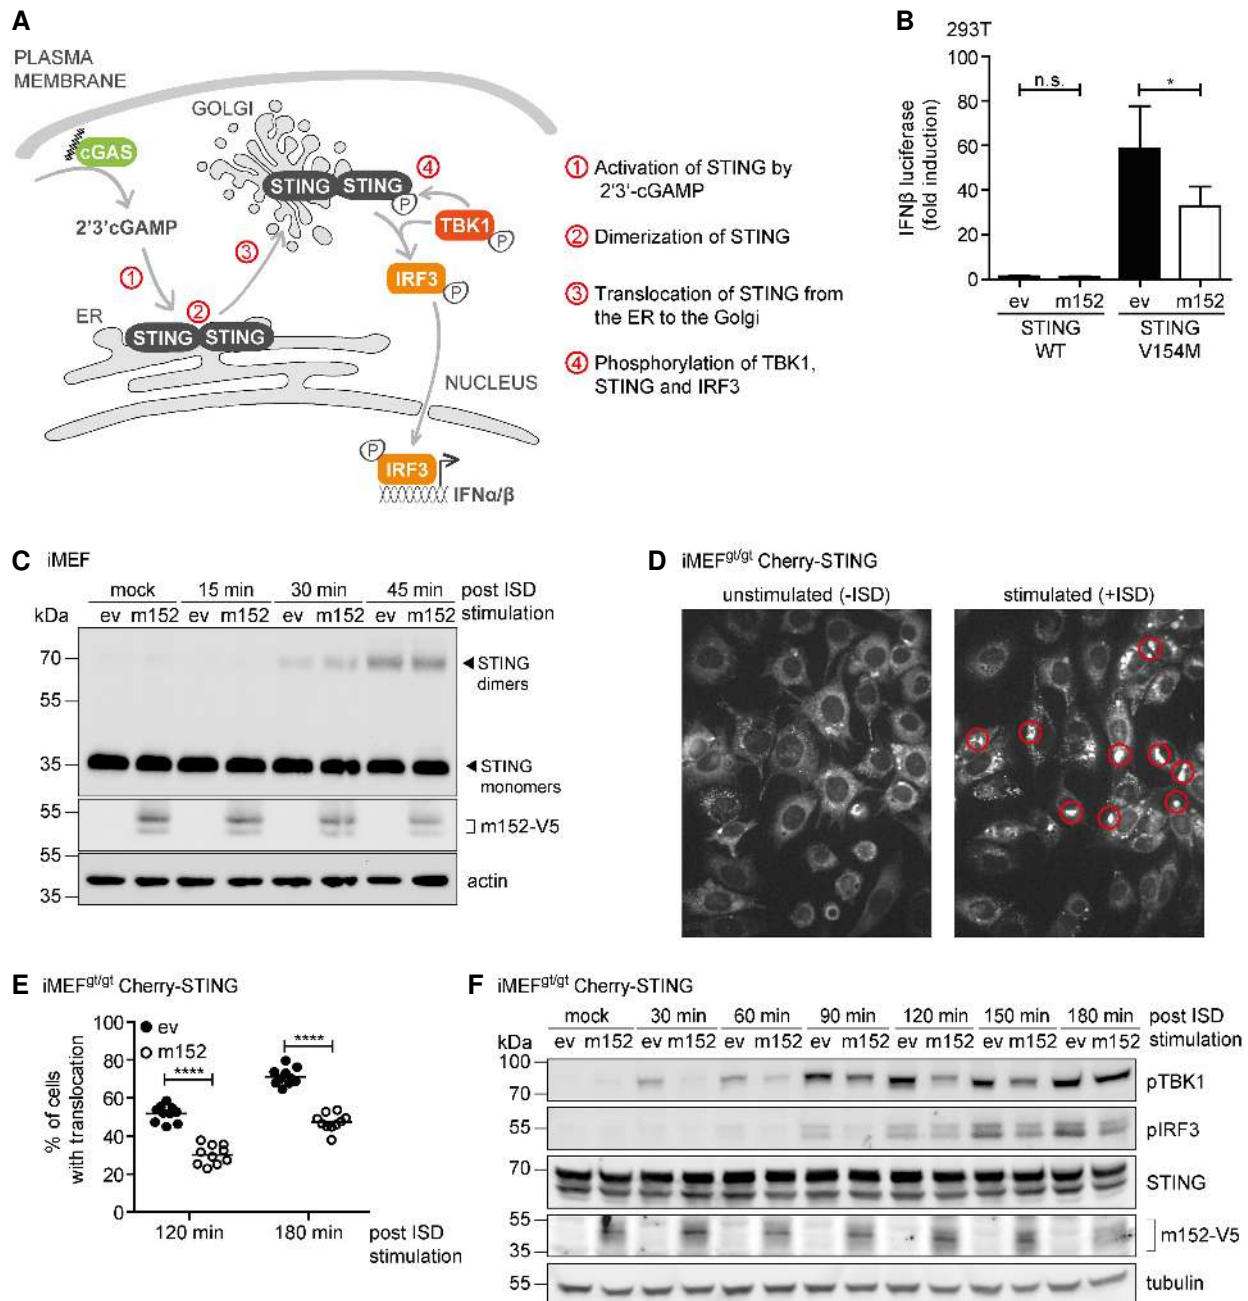 A
PLASMA
MEMBRANE
GOLGI
cGAS
STING STING
P
4
TBK1
P
2'3'cGAMP
3
IRF3
P
1
2
ER
STING STING
NUCLEUS
P
IRF3
IFNα/β
1 Activation of STING by
2'3'-cGAMP
2 Dimerization of STING
3 Translocation of STING from
the ER to the Golgi
4 Phosphorylation of TBK1,
STING and IRF3
B
293T
IFNβ luciferase
(fold induction)
100
80
60
40
20
0
n.s.
*
ev m152 ev m152
STING STING
WT V154M
C iMEF
mock 15 min 30 min 45 min post ISD
kDa ev m152 ev m152 ev m152 ev m152 stimulation
70
STING
dimers
55
35
STING
monomers
55
m152-V5
55
actin
35
D iMEFgt/gt Cherry-STING
unstimulated (-ISD) stimulated (+ISD)
E iMEFgt/gt Cherry-STING
% of cells
with translocation
100
80
60
40
20
0
ev
m152
****
****
120 min 180 min post ISD
stimulation
F iMEFgt/gt Cherry-STING
mock 30 min 60 min 90 min 120 min 150 min 180 min post ISD
kDa ev m152 ev m152 ev m152 ev m152 ev m152 ev m152 ev m152 stimulation
100
pTBK1
70
55
pIRF3
70
STING
55
m152-V5
35
55
tubulin